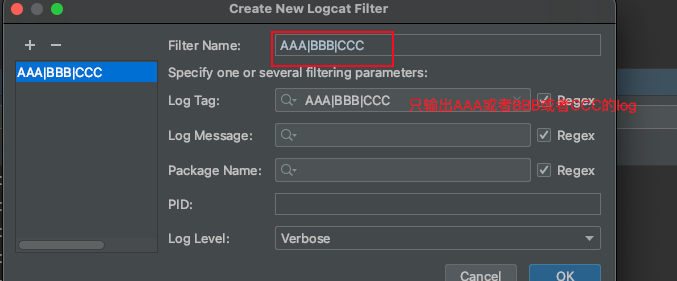 Create New Logcat Filter
Filter Name: AAA|BBB|CCC
AAA|BBB|CCC
Specify one or several filtering parameters:
Log Tag: AAA|BBB|CCC Regex
只输出AAA或者BBB或者CCC的log
Log Message: Regex
Package Name: Regex
PID:
Log Level: Verbose
Cancel OK